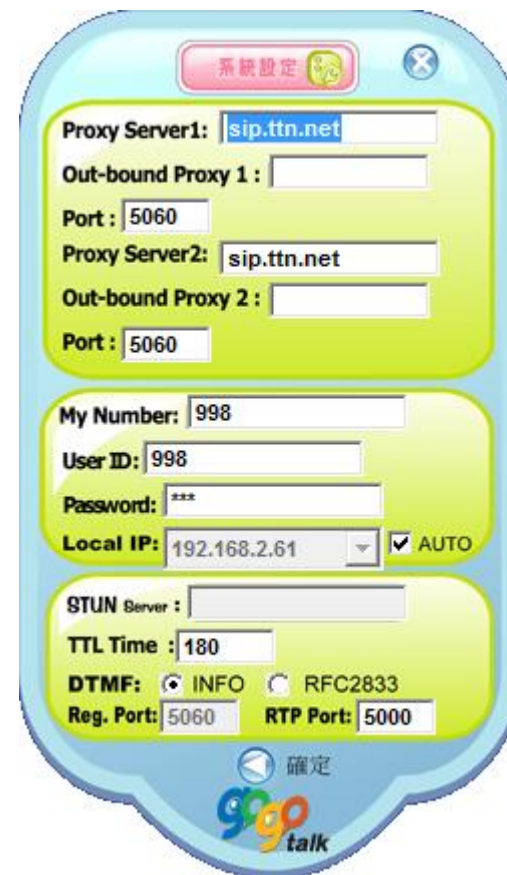 系統設定
Proxy Server1: sip.ttn.net
Out-bound Proxy 1 :
Port : 5060
Proxy Server2: sip.ttn.net
Out-bound Proxy 2 :
Port : 5060
My Number: 998
User ID: 998
Password: ***
Local IP: 192.168.2.61 AUTO
STUN Server :
TTL Time : 180
DTMF: INFO RFC2833
Reg. Port: 5060 RTP Port: 5000
確定
gogo
talk